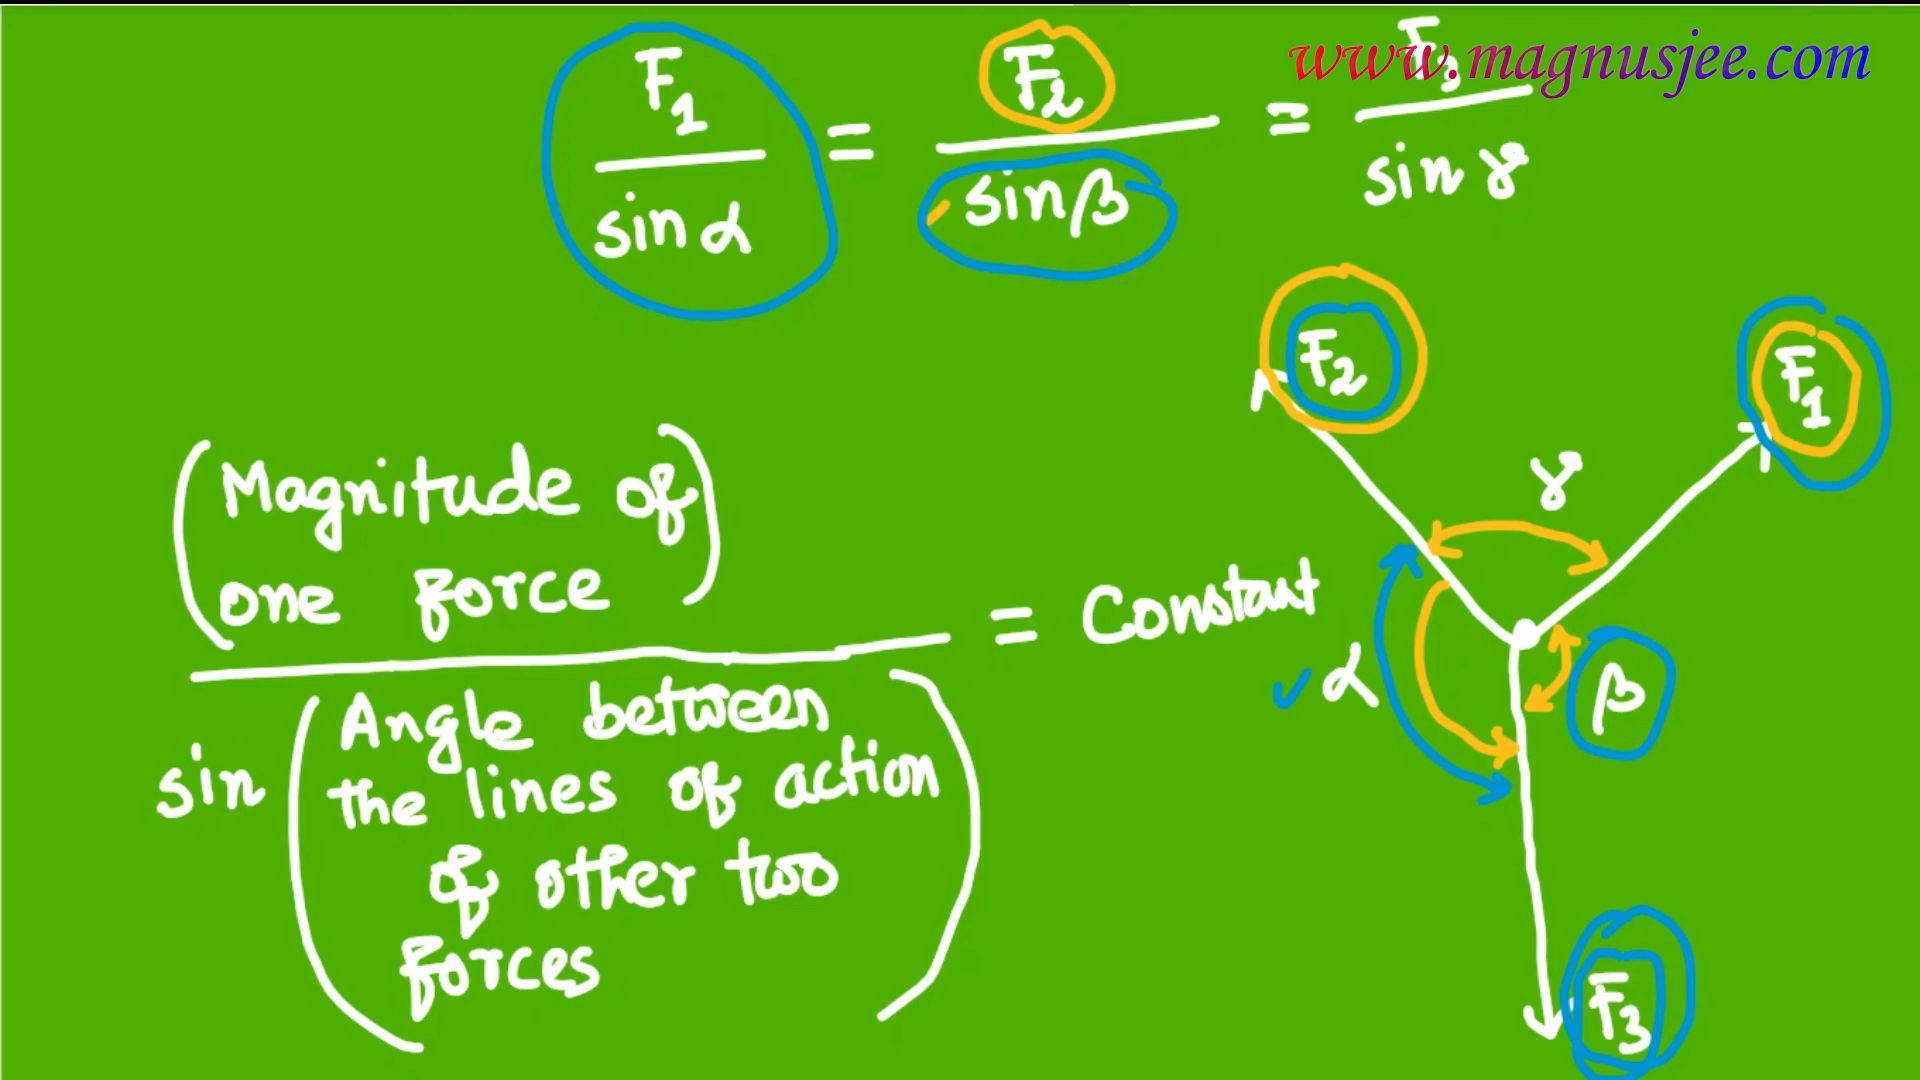 www.magnusjee.com
F1 / sin α = F2 / sin β = F3 / sin γ
F2
F1
γ
(Magnitude of
one force)
= Constant
α
β
sin (Angle between
the lines of action
of other two
forces)
F3